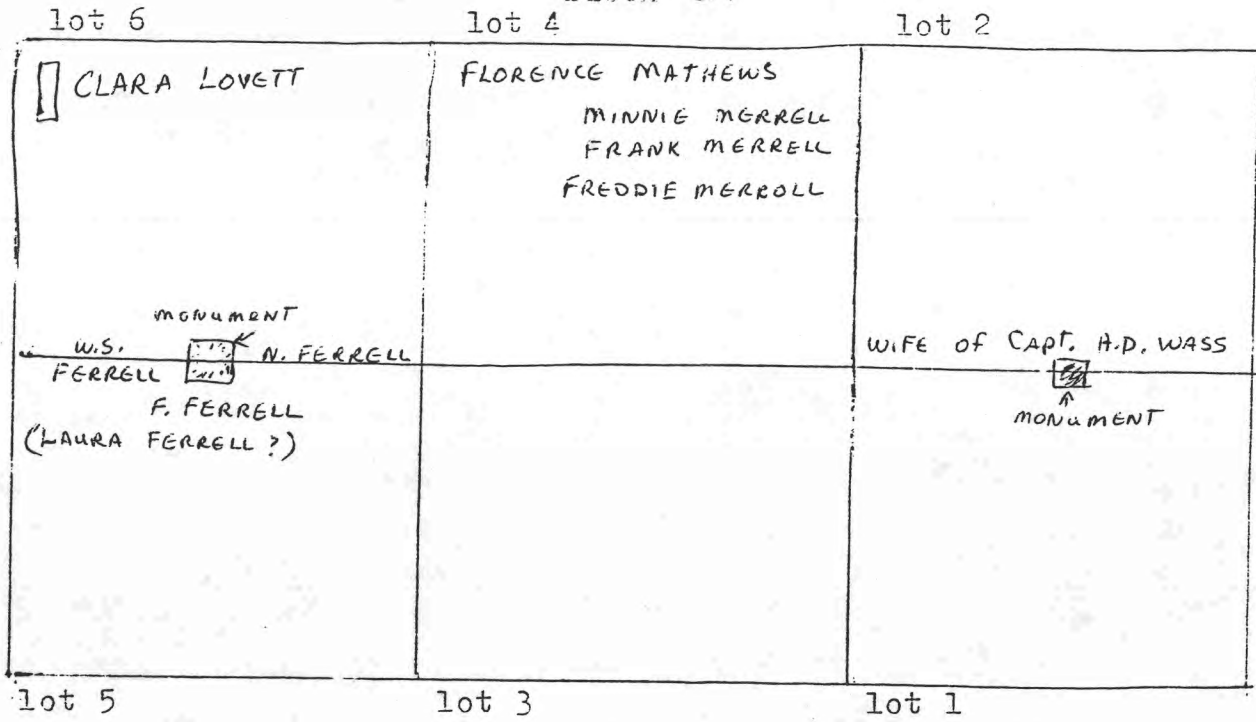 lot 6
lot 4
lot 2
CLARA LOVETT
FLORENCE MATHEWS
MINNIE MERRELL
FRANK MERRELL
FREDDIE MERROLL
MONUMENT
W.S.
FERRELL
N. FERRELL
F. FERRELL
(LAURA FERRELL ?)
WIFE of CAPT. H.D. WASS
MONUMENT
lot 5
lot 3
lot 1